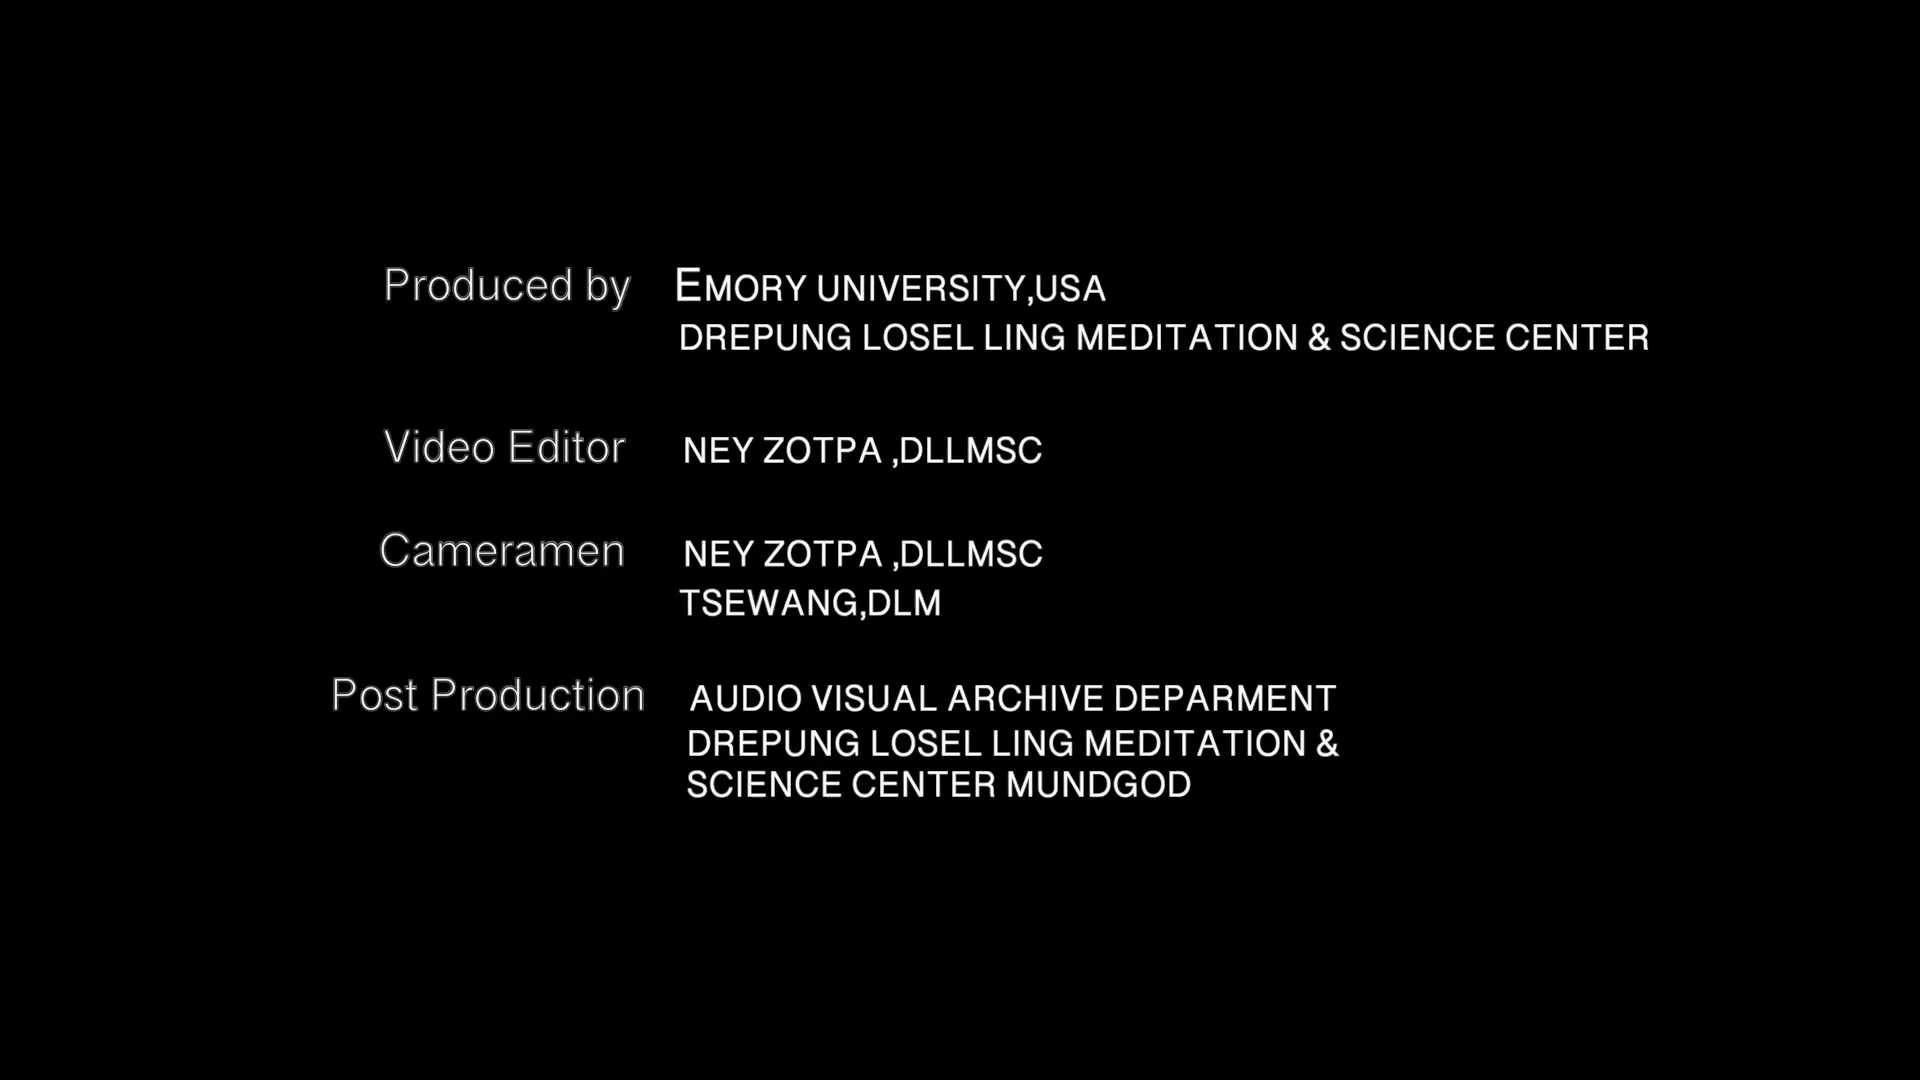 Produced by EMORY UNIVERSITY,USA
DREPUNG LOSEL LING MEDITATION & SCIENCE CENTER
Video Editor NEY ZOTPA ,DLLMSC
Cameramen NEY ZOTPA ,DLLMSC
TSEWANG,DLM
Post Production AUDIO VISUAL ARCHIVE DEPARMENT
DREPUNG LOSEL LING MEDITATION &
SCIENCE CENTER MUNDGOD